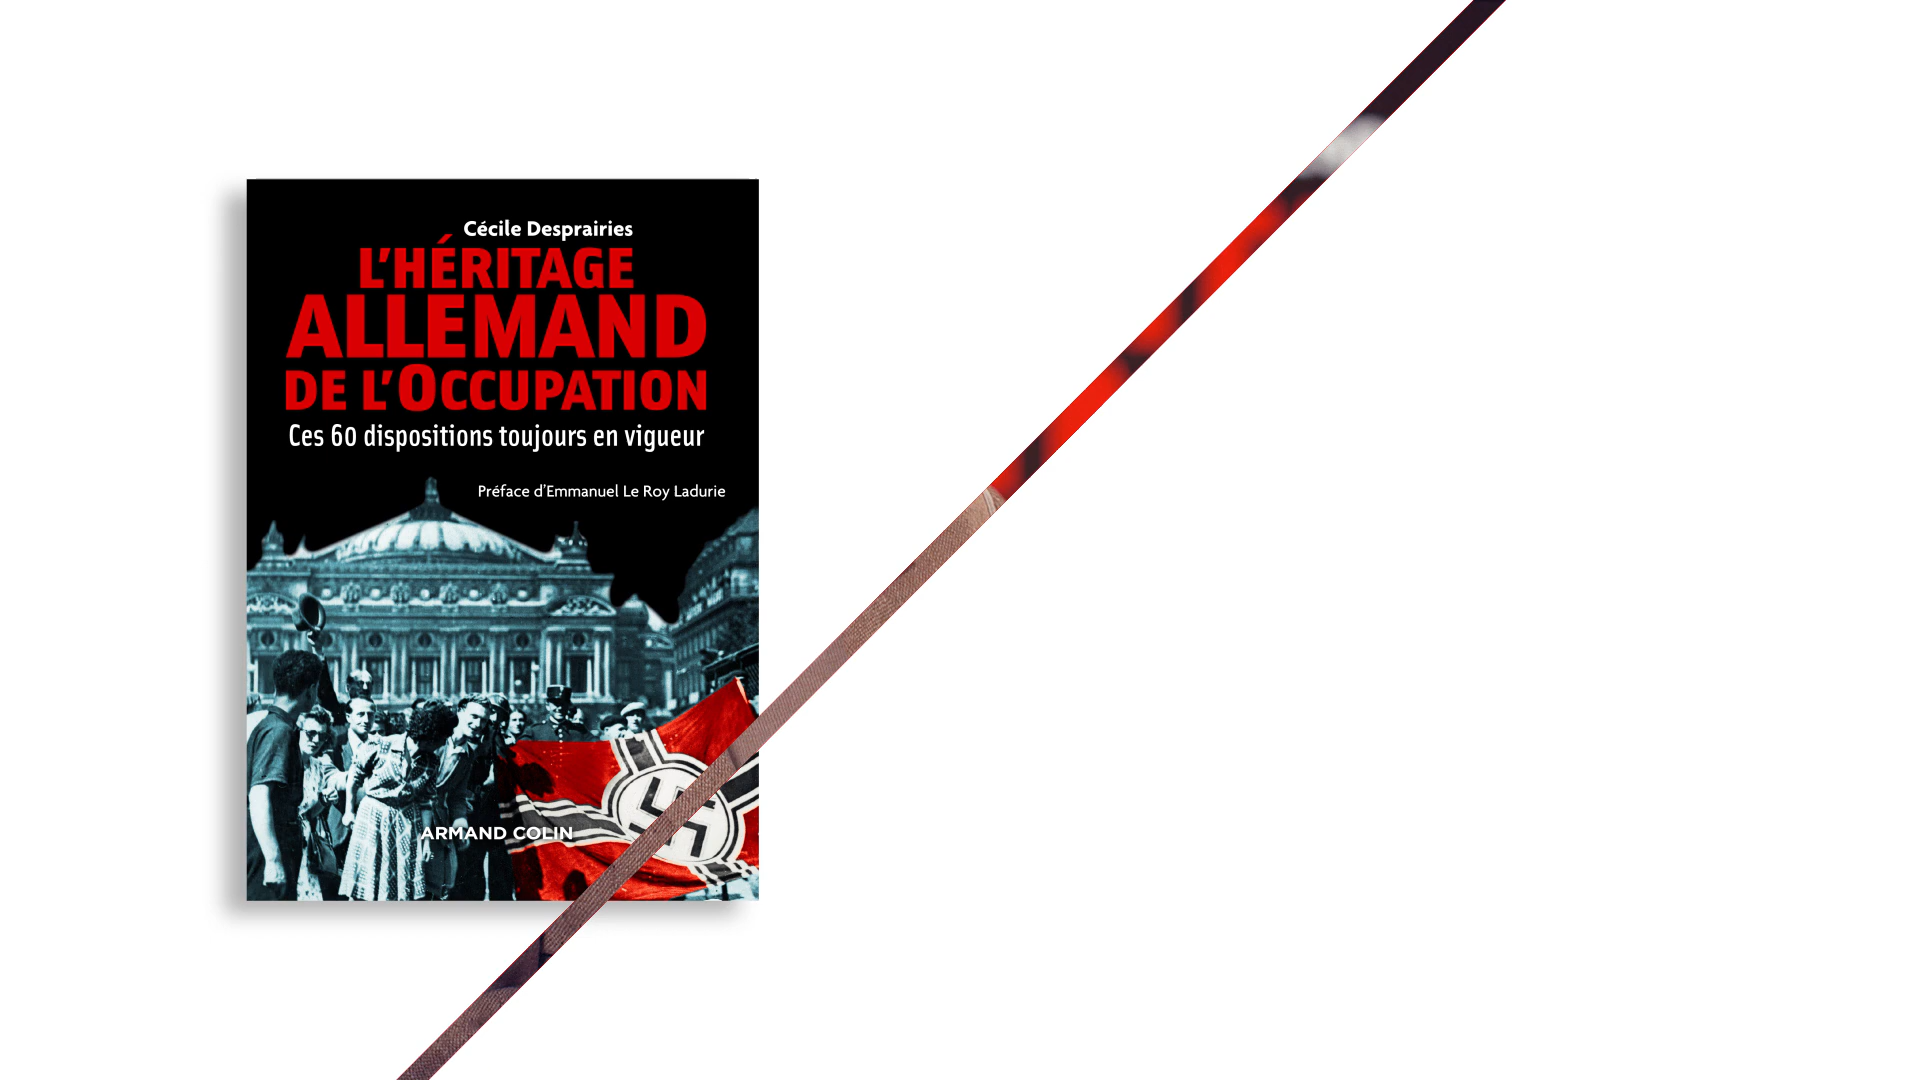 Cécile Desprairies
L'HÉRITAGE
ALLEMAND
DE L'OCCUPATION
Ces 60 dispositions toujours en vigueur
Préface d'Emmanuel Le Roy Ladurie
ARMAND COLIN